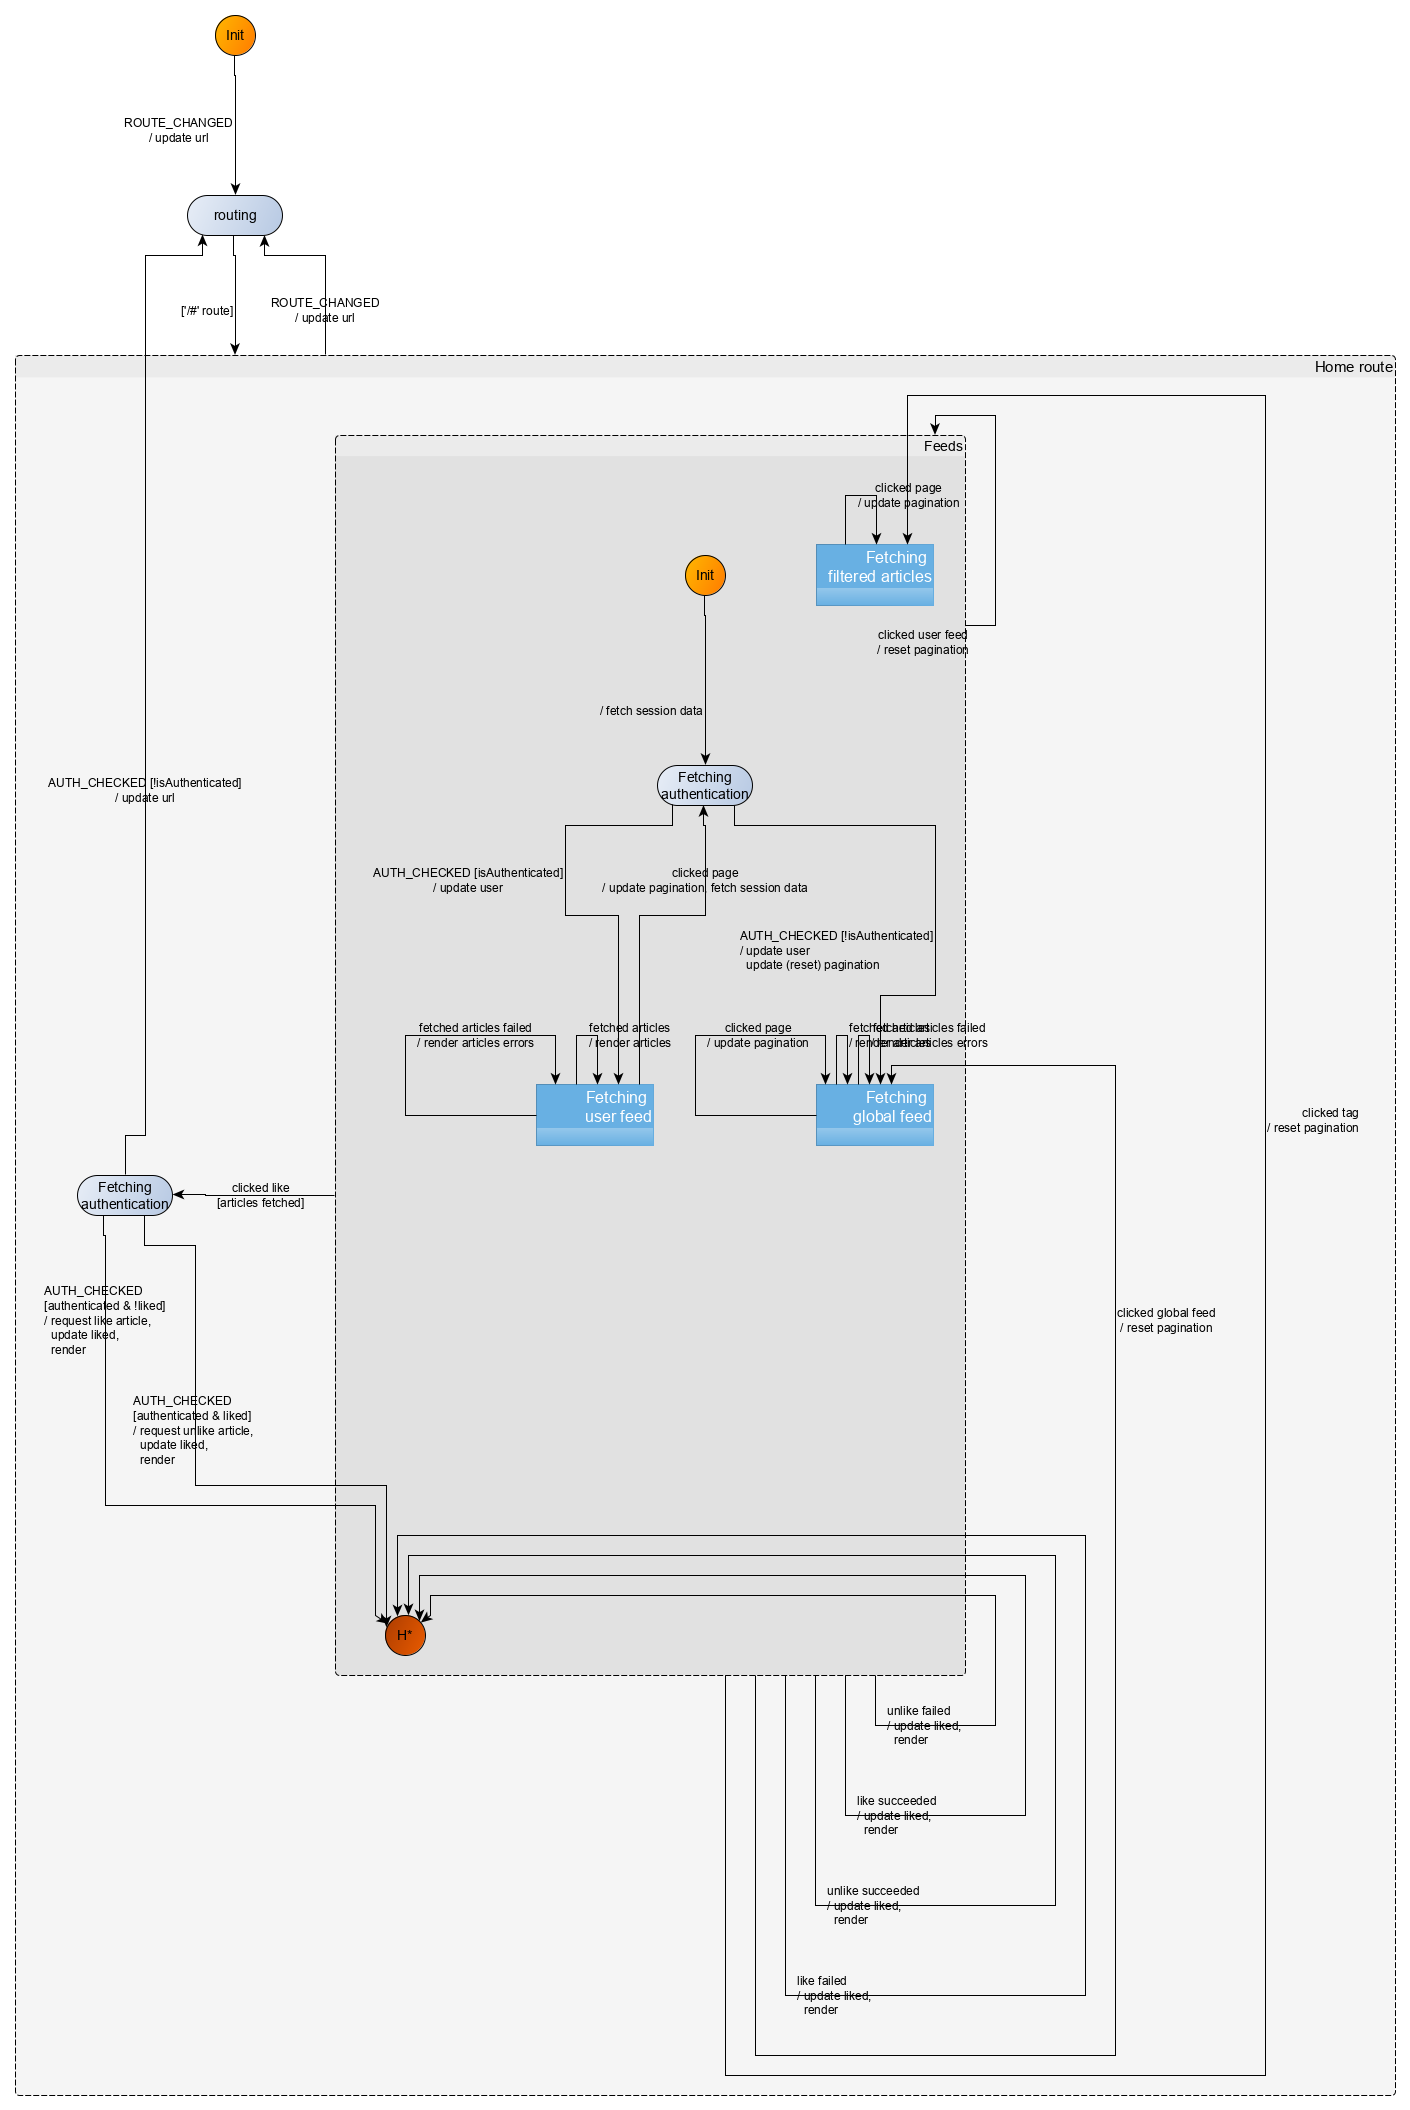 Init
ROUTE_CHANGED
/ update url
routing
['/#' route]
ROUTE_CHANGED
/ update url
Home route
Feeds
clicked page
/ update pagination
Fetching
filtered articles
Init
clicked user feed
/ reset pagination
/ fetch session data
Fetching
authentication
AUTH_CHECKED [!isAuthenticated]
/ update url
AUTH_CHECKED [isAuthenticated]
/ update user
clicked page
/ update pagination, fetch session data
AUTH_CHECKED [!isAuthenticated]
/ update user
update (reset) pagination
fetched articles failed
/ render articles errors
fetched articles
/ render articles
clicked page
/ update pagination
fetched articles
/ render articles
fetched articles failed
/ render articles errors
Fetching
user feed
Fetching
global feed
clicked tag
/ reset pagination
Fetching
authentication
clicked like
[articles fetched]
AUTH_CHECKED
[authenticated & !liked]
/ request like article,
update liked,
render
clicked global feed
/ reset pagination
AUTH_CHECKED
[authenticated & liked]
/ request unlike article,
update liked,
render
H*
unlike failed
/ update liked,
render
like succeeded
/ update liked,
render
unlike succeeded
/ update liked,
render
like failed
/ update liked,
render